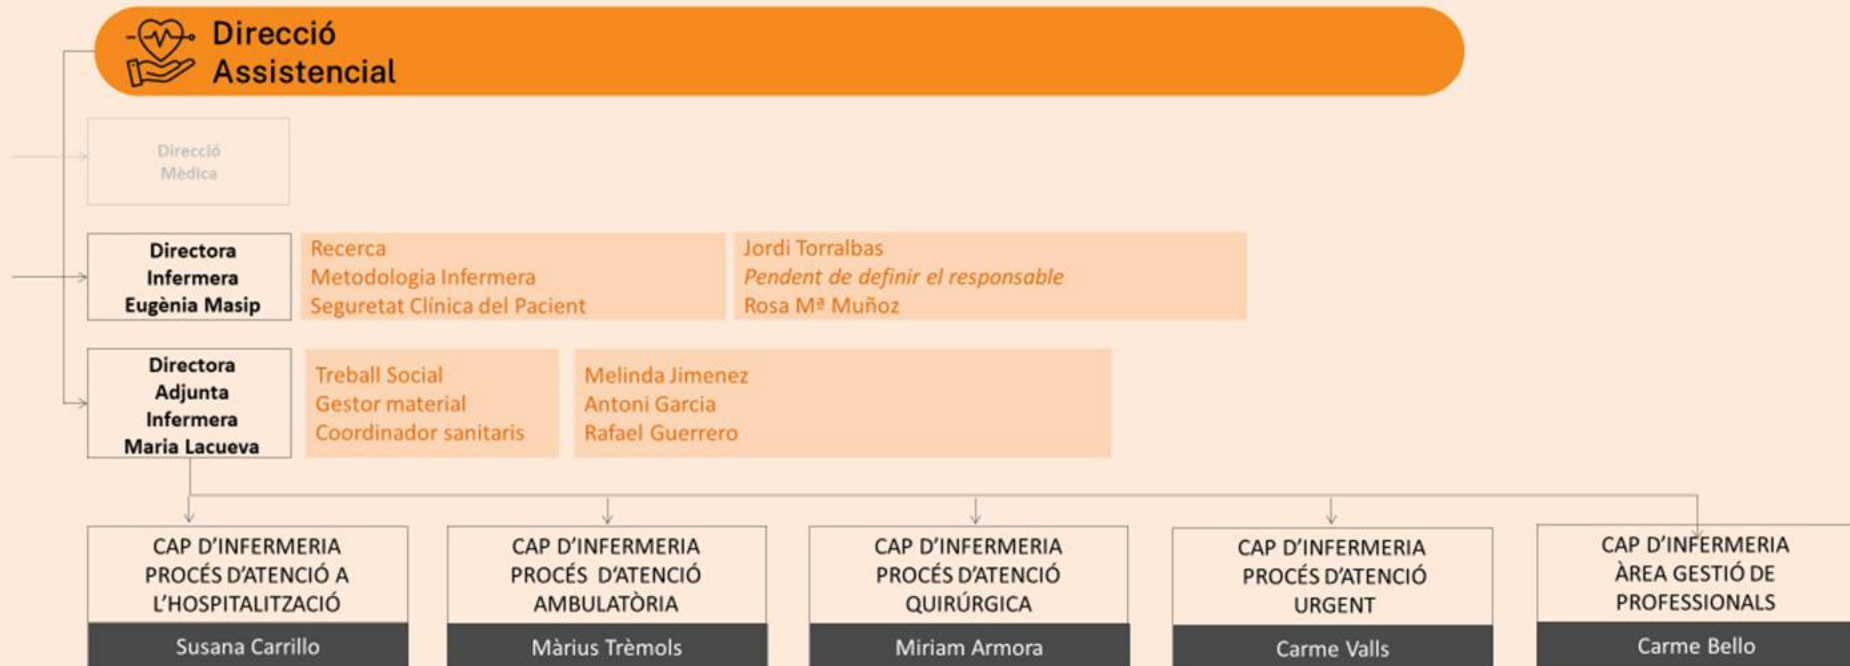 Direcció
Assistencial
Direcció
Mèdica
Directora
Infermera
Eugènia Masip
Recerca
Metodologia Infermera
Seguretat Clínica del Pacient
Jordi Torralbas
Pendent de definir el responsable
Rosa Mª Muñoz
Directora
Adjunta
Infermera
Maria Lacueva
Treball Social
Gestor material
Coordinador sanitaris
Melinda Jimenez
Antoni Garcia
Rafael Guerrero
CAP D'INFERMERIA
PROCÉS D'ATENCIÓ A
L'HOSPITALITZACIÓ
Susana Carrillo
CAP D'INFERMERIA
PROCÉS D'ATENCIÓ
AMBULATÒRIA
Màrius Trèmols
CAP D'INFERMERIA
PROCÉS D'ATENCIÓ
QUIRÚRGICA
Miriam Armora
CAP D'INFERMERIA
PROCÉS D'ATENCIÓ
URGENT
Carme Valls
CAP D'INFERMERIA
ÀREA GESTIÓ DE
PROFESSIONALS
Carme Bello